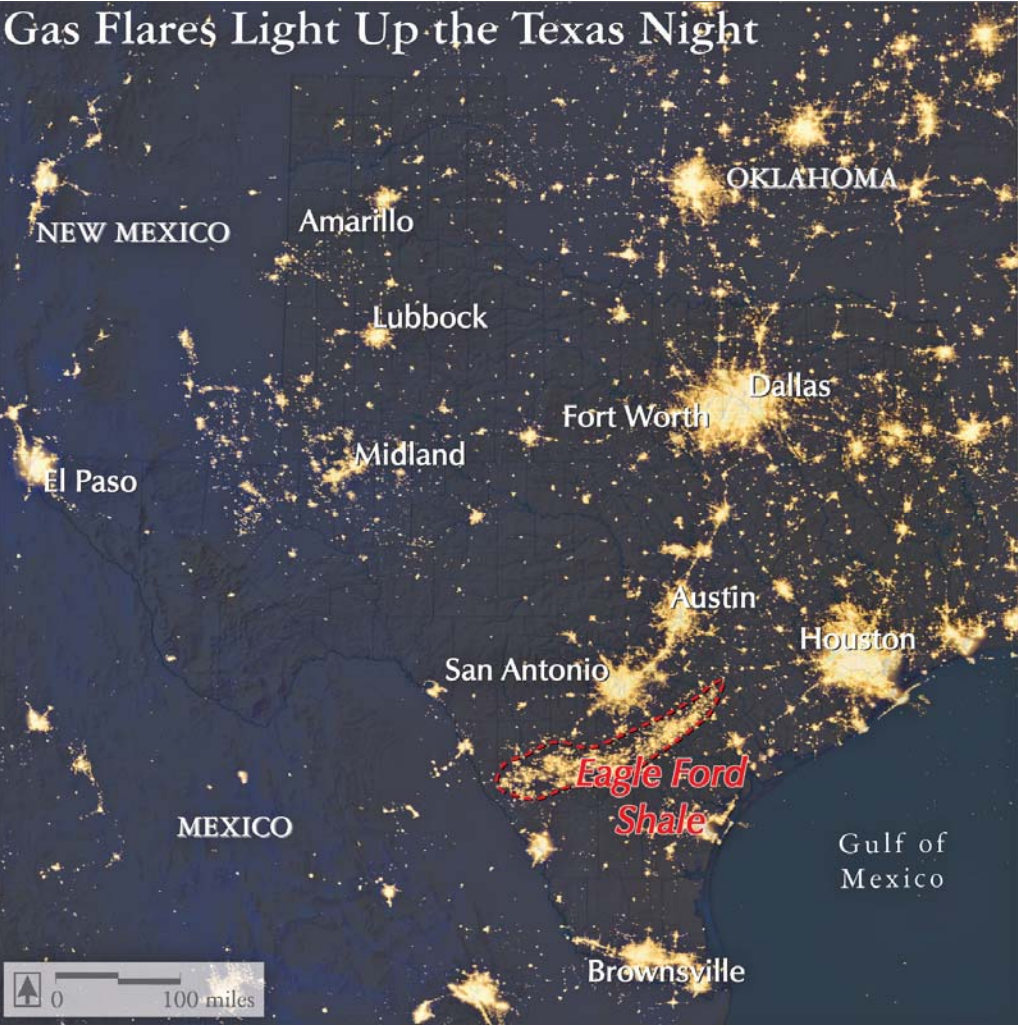 Gas Flares Light Up the Texas Night
OKLAHOMA
Amarillo
NEW MEXICO
Lubbock
Dallas
Fort Worth
Midland
El Paso
Austin
Houston
San Antonio
Eagle Ford
Shale
MEXICO
Gulf of
Mexico
Brownsville
0 100 miles